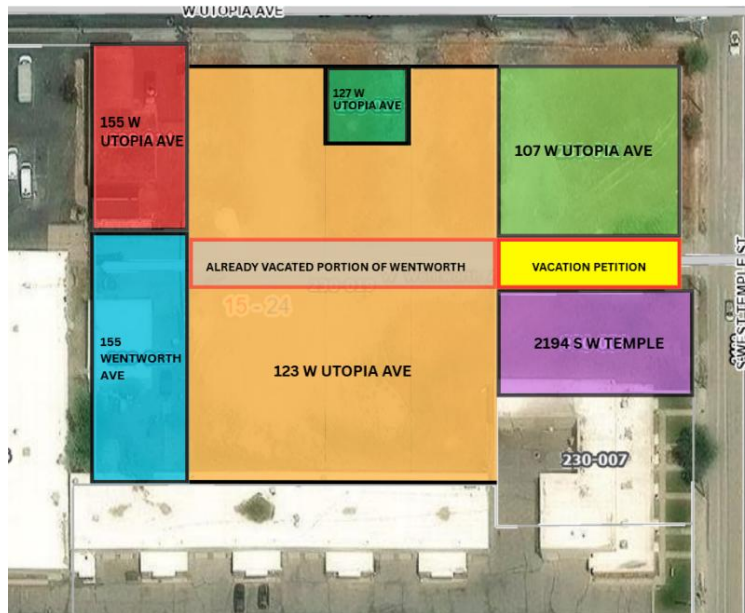 W UTOPIA AVE
127 W
UTOPIA AVE
155 W
UTOPIA AVE
107 W UTOPIA AVE
ALREADY VACATED PORTION OF WENTWORTH
VACATION PETITION
15 - 24
155
WENTWORTH
AVE
123 W UTOPIA AVE
2194 S W TEMPLE
230-007
S WEST TEMPLE ST